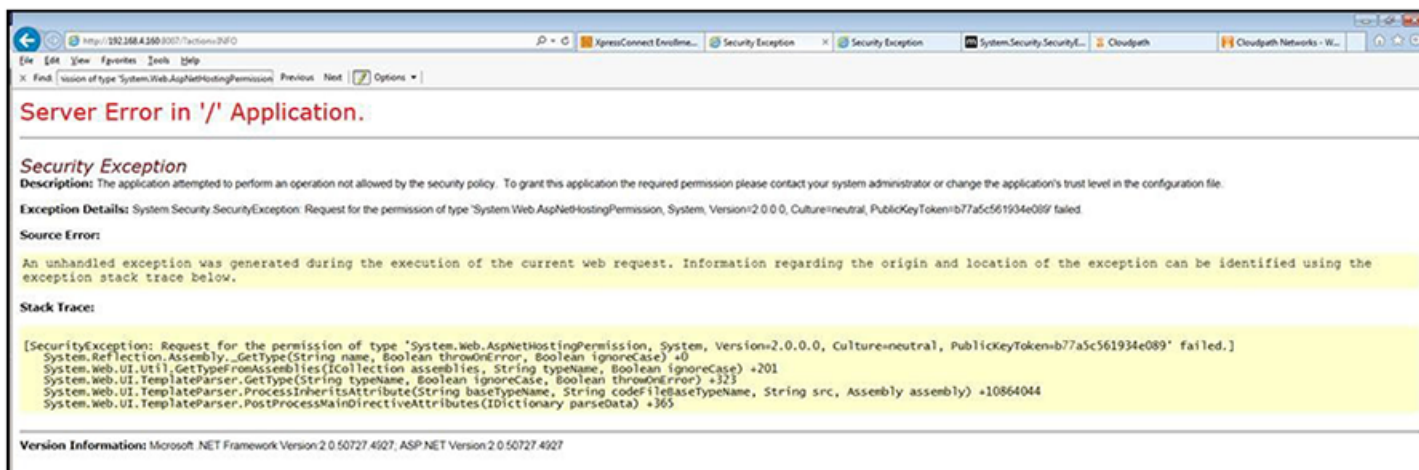 http://192.168.4.160:8007/?action=INFO
XpressConnect Enrollme...
Security Exception
Security Exception
System.Security.SecurityE...
Cloudpath
Cloudpath Networks - W...
File Edit View Favorites Tools Help
× Find: ission of type 'System.Web.AspNetHostingPermission Previous Next Options
Server Error in '/' Application.
Security Exception
Description: The application attempted to perform an operation not allowed by the security policy. To grant this application the required permission please contact your system administrator or change the application's trust level in the configuration file.
Exception Details: System.Security.SecurityException: Request for the permission of type 'System.Web.AspNetHostingPermission, System, Version=2.0.0.0, Culture=neutral, PublicKeyToken=b77a5c561934e089' failed.
Source Error:
An unhandled exception was generated during the execution of the current web request. Information regarding the origin and location of the exception can be identified using the
exception stack trace below.
Stack Trace:
[SecurityException: Request for the permission of type 'System.Web.AspNetHostingPermission, System, Version=2.0.0.0, Culture=neutral, PublicKeyToken=b77a5c561934e089' failed.]
System.Reflection.Assembly._GetType(String name, Boolean throwOnError, Boolean ignoreCase) +0
System.Web.UI.Util.GetTypeFromAssemblies(ICollection assemblies, String typeName, Boolean ignoreCase) +201
System.Web.UI.TemplateParser.GetType(String typeName, Boolean ignoreCase, Boolean throwOnError) +323
System.Web.UI.TemplateParser.ProcessInheritsAttribute(String baseTypeName, String codeFileBaseTypeName, String src, Assembly assembly) +10864044
System.Web.UI.TemplateParser.PostProcessMainDirectiveAttributes(IDictionary parseData) +365
Version Information: Microsoft .NET Framework Version:2.0.50727.4927; ASP.NET Version:2.0.50727.4927